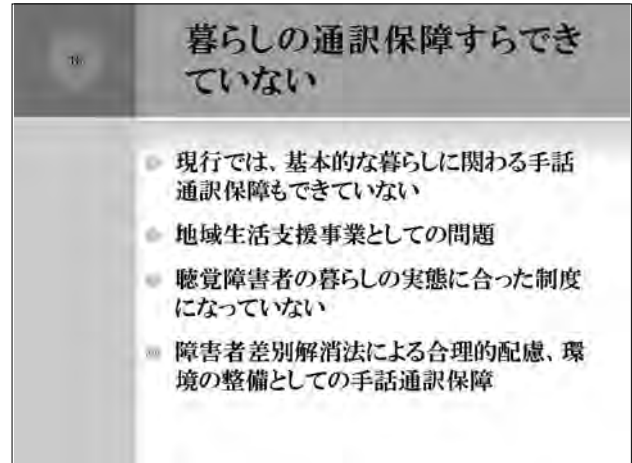 暮らしの通訳保障すらでき
ていない
現行では、基本的な暮らしに関わる手話
通訳保障もできていない
地域生活支援事業としての問題
聴覚障害者の暮らしの実態に合った制度
になっていない
障害者差別解消法による合理的配慮、環
境の整備としての手話通訳保障